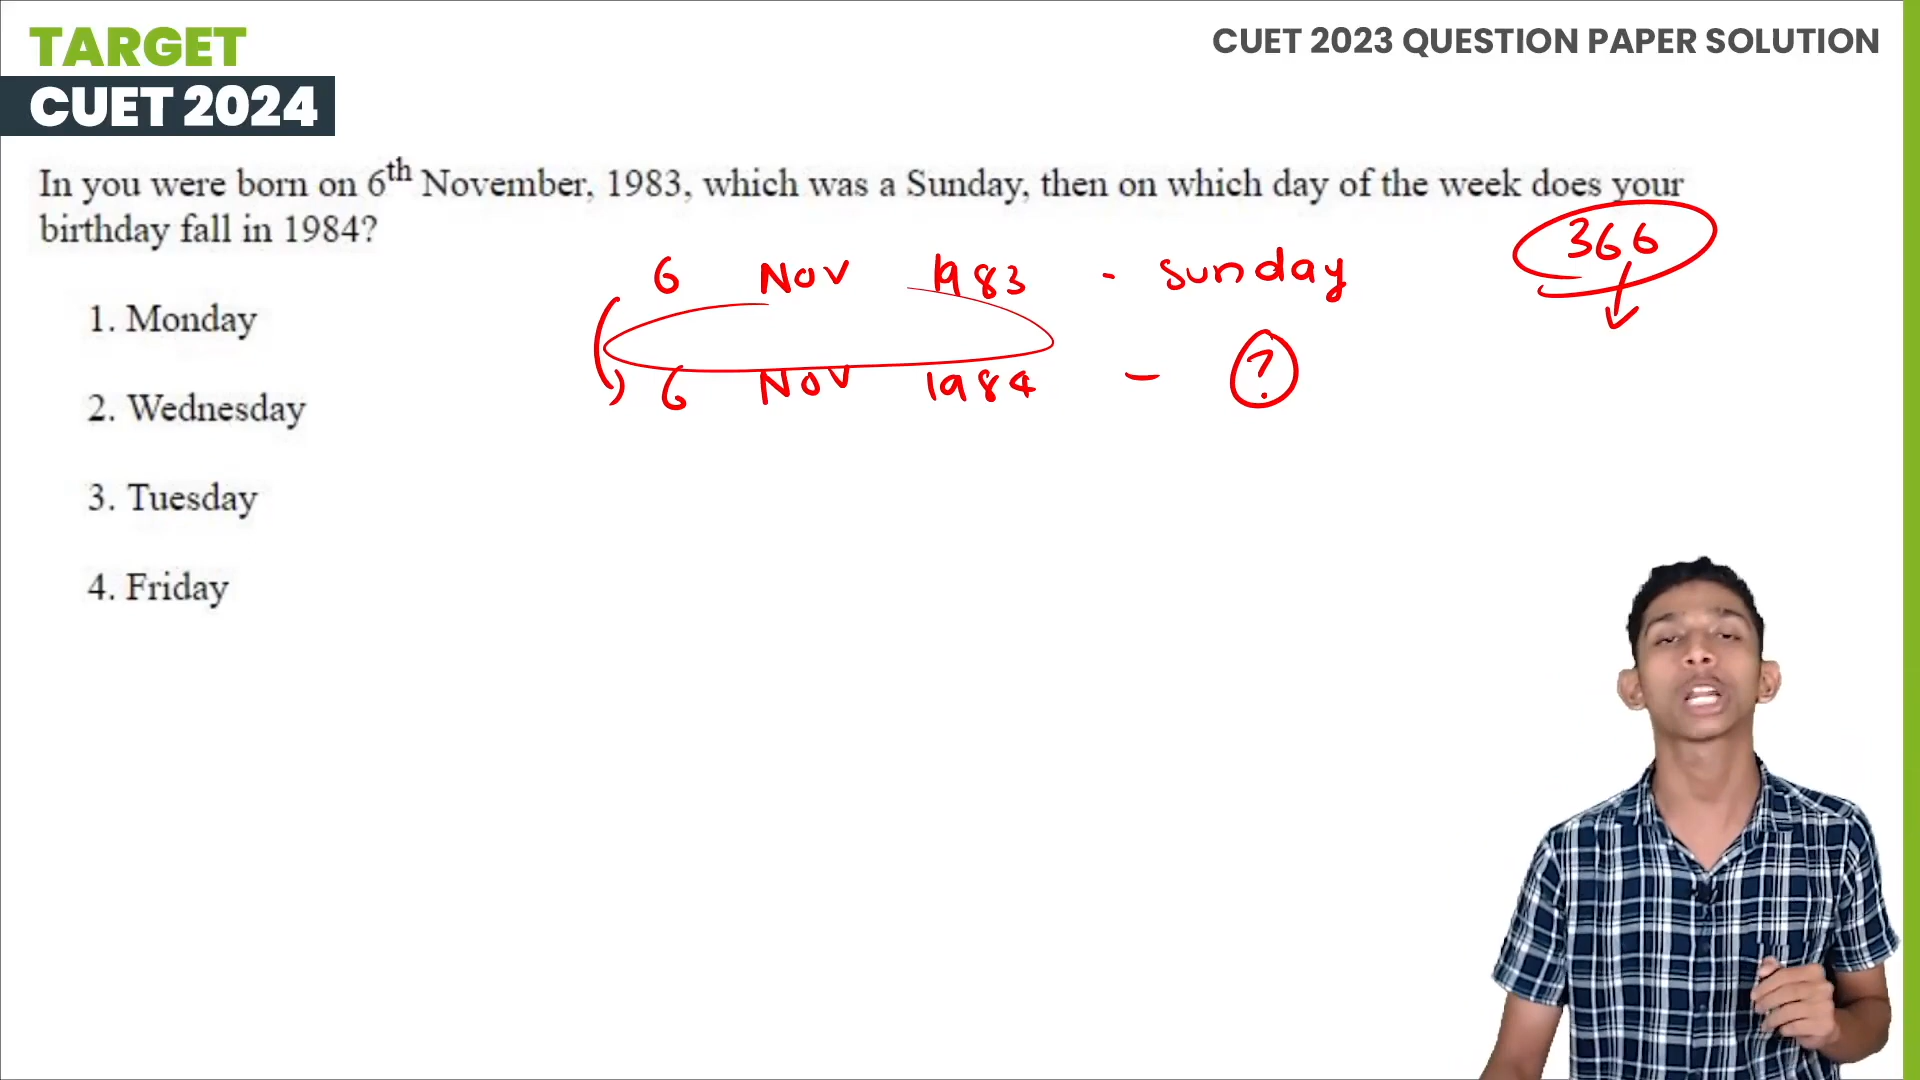 TARGET
CUET 2024
CUET 2023 QUESTION PAPER SOLUTION
In you were born on 6th November, 1983, which was a Sunday, then on which day of the week does your
birthday fall in 1984?
366
6 Nov 1983 - sunday
6 Nov 1984 - ?
1. Monday
2. Wednesday
3. Tuesday
4. Friday